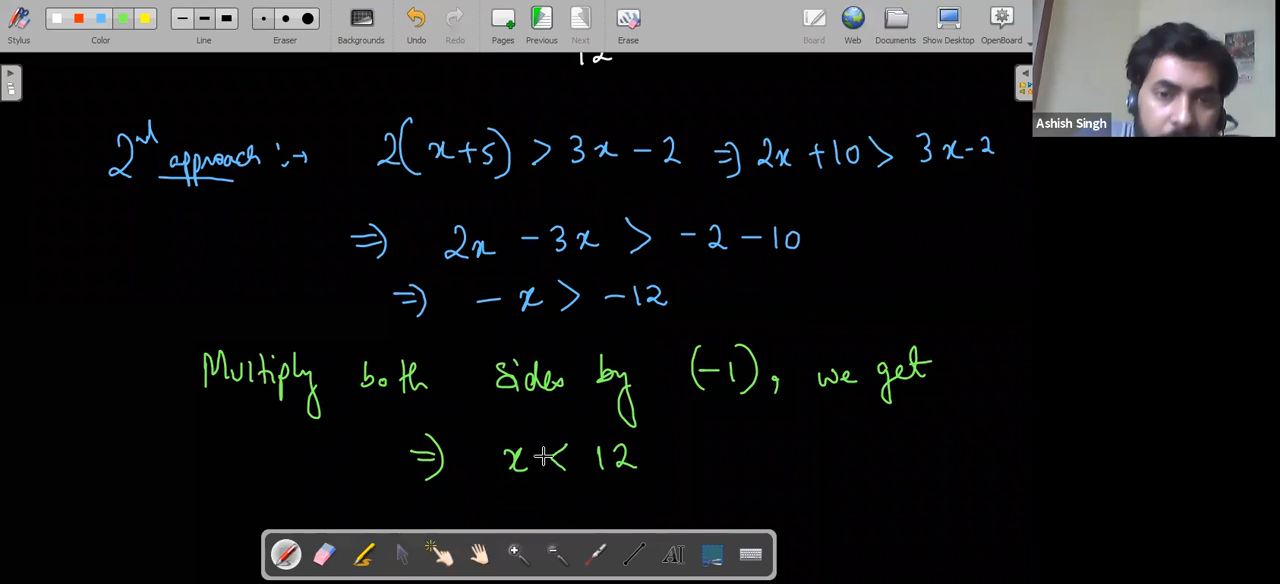 Stylus Color Line Eraser Backgrounds Undo Redo Pages Previous Next Erase Board Web Documents Show Desktop OpenBoard
12
Ashish Singh
2nd approach :→ 2(x+5) > 3x - 2 ⇒ 2x + 10 > 3x - 2
⇒ 2x - 3x > -2 - 10
⇒ -x > -12
Multiply both sides by (-1), we get
⇒ x < 12
AI